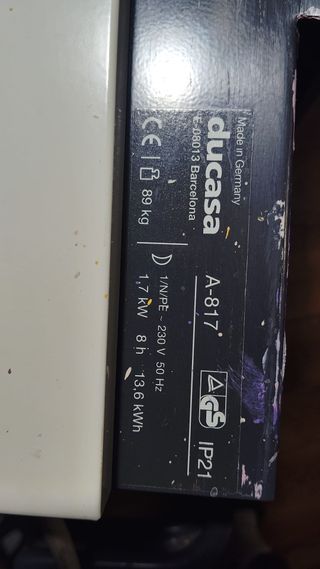 Made in Germany
ducasa
E-08013 Barcelona
A-817
GS
IP21
CE
89 kg
1/N/PE ~ 230 V 50 Hz
1,7 kW 8 h 13,6 kWh